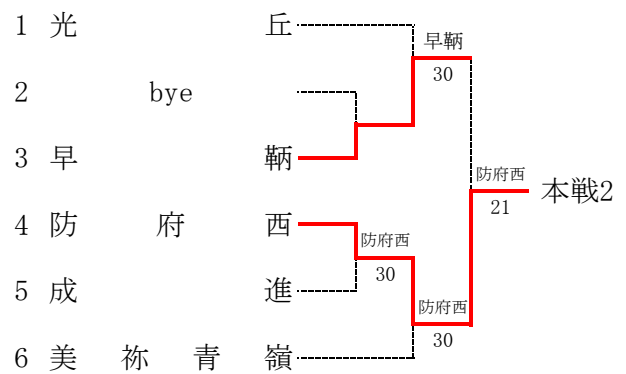 1 光丘
早鞆
30
2 bye
3 早鞆
防府西
21
本戦2
4 防府西
防府西
30
5 成進
防府西
30
6 美祢青嶺